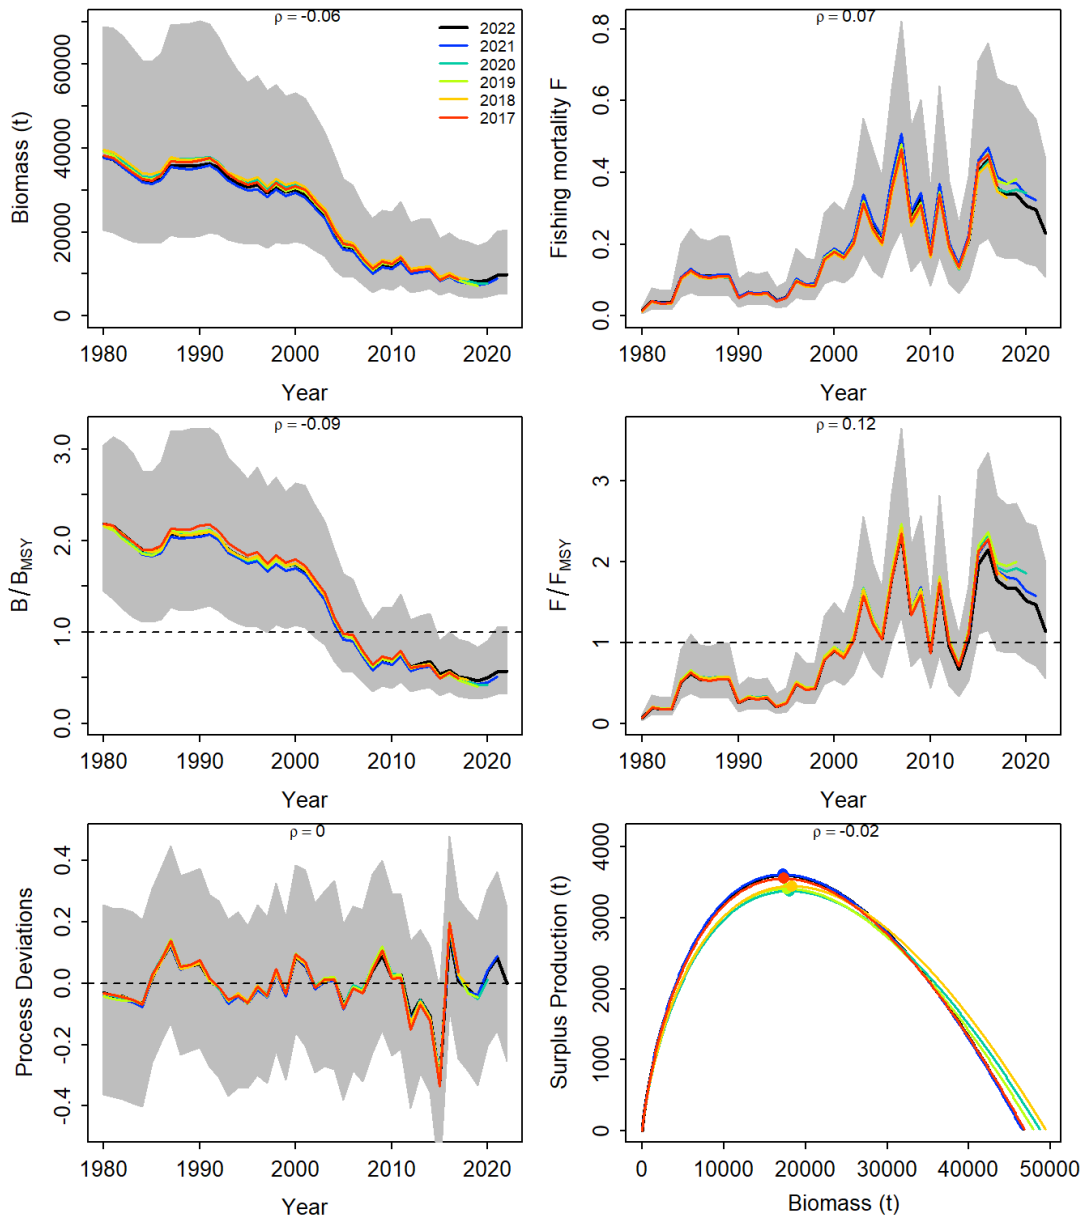 ρ = -0.06
Biomass (t)
60000
40000
20000
0
2022
2021
2020
2019
2018
2017
1980 1990 2000 2010 2020
Year
ρ = 0.07
Fishing mortality F
0.8
0.6
0.4
0.2
0.0
1980 1990 2000 2010 2020
Year
ρ = -0.09
B/BMSY
3.0
2.0
1.0
0.0
1980 1990 2000 2010 2020
Year
ρ = 0.12
F/FMSY
3
2
1
0
1980 1990 2000 2010 2020
Year
ρ = 0
Process Deviations
0.4
0.2
0.0
-0.2
-0.4
1980 1990 2000 2010 2020
Year
ρ = -0.02
Surplus Production (t)
4000
3000
2000
1000
0
0 10000 20000 30000 40000 50000
Biomass (t)